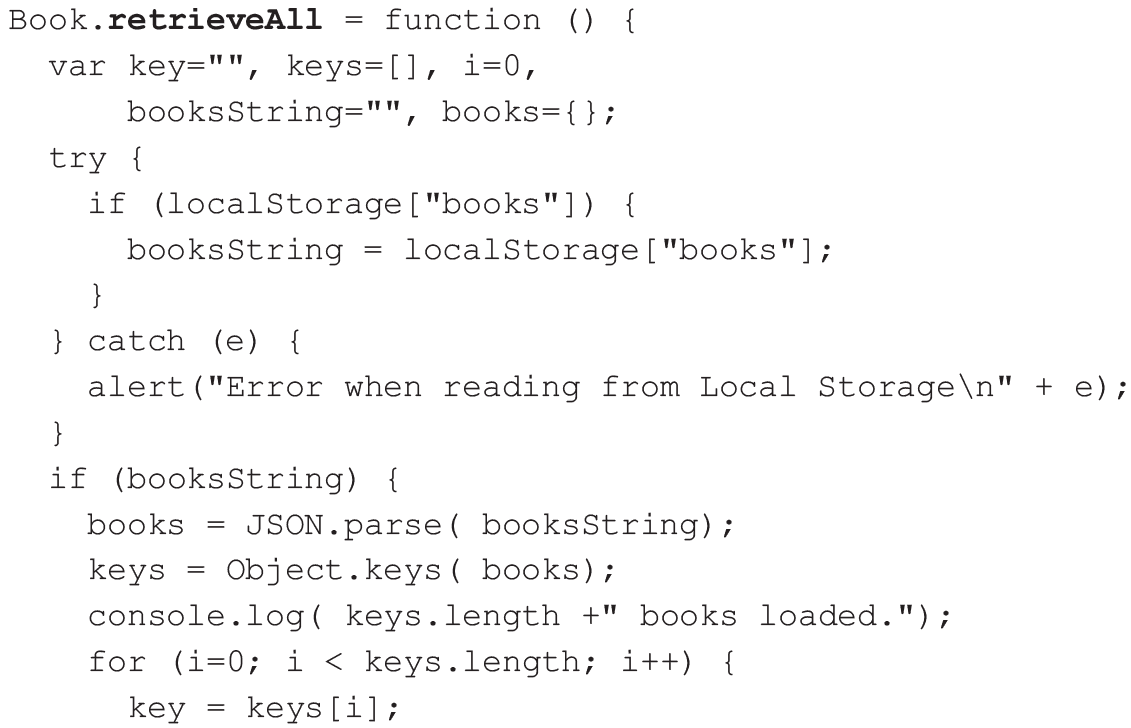 Book.retrieveAll = function () {
  var key="", keys=[], i=0,
      booksString="", books={};
  try {
    if (localStorage["books"]) {
      booksString = localStorage["books"];
    }
  } catch (e) {
    alert("Error when reading from Local Storage\n" + e);
  }
  if (booksString) {
    books = JSON.parse( booksString);
    keys = Object.keys( books);
    console.log( keys.length +" books loaded.");
    for (i=0; i < keys.length; i++) {
      key = keys[i];